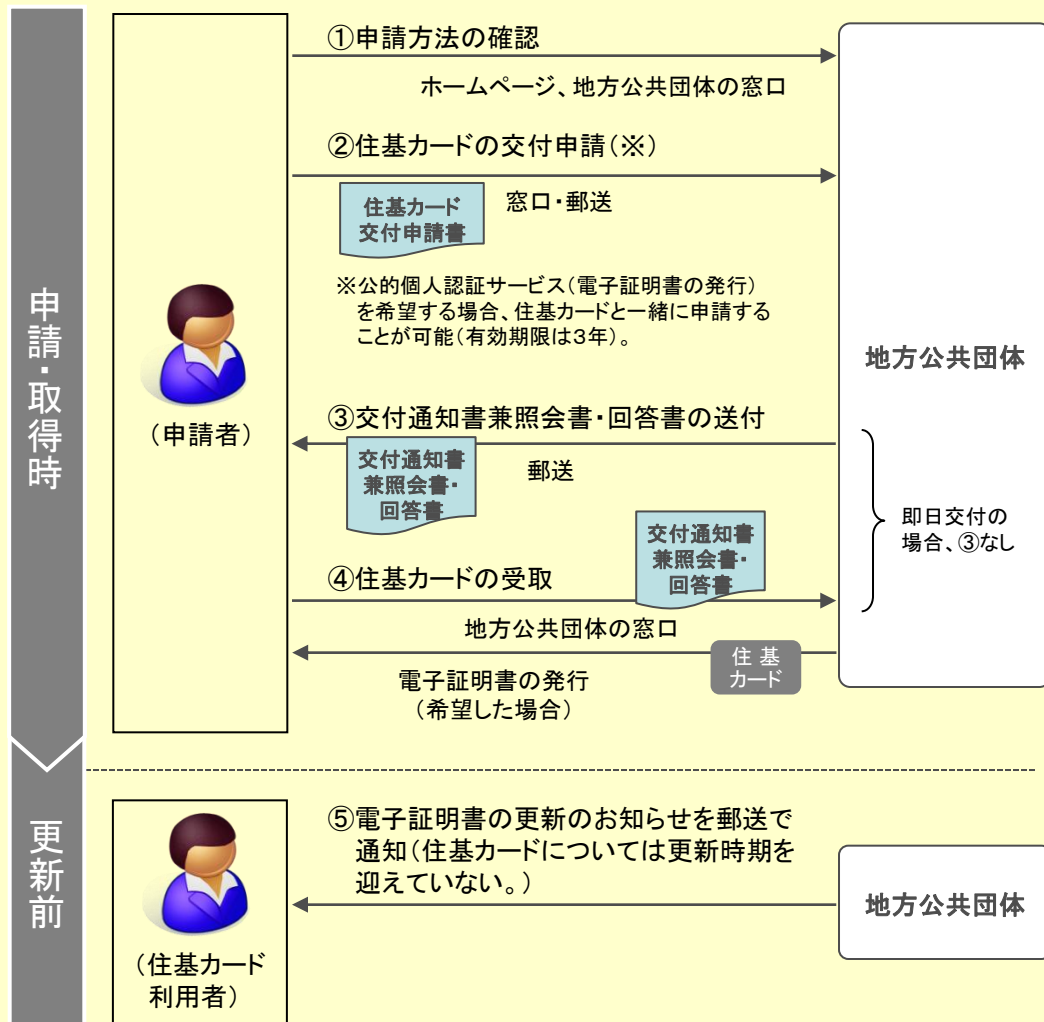 申請・取得時
①申請方法の確認
ホームページ、地方公共団体の窓口
②住基カードの交付申請(※)
住基カード
交付申請書
窓口・郵送
※公的個人認証サービス(電子証明書の発行)
を希望する場合、住基カードと一緒に申請する
ことが可能(有効期限は3年)。
(申請者)
地方公共団体
③交付通知書兼照会書・回答書の送付
交付通知書
兼照会書・
回答書
郵送
即日交付の
場合、③なし
交付通知書
兼照会書・
回答書
④住基カードの受取
地方公共団体の窓口
住 基
カード
電子証明書の発行
(希望した場合)
更新前
⑤電子証明書の更新のお知らせを郵送で
通知(住基カードについては更新時期を
迎えていない。)
地方公共団体
(住基カード
利用者)